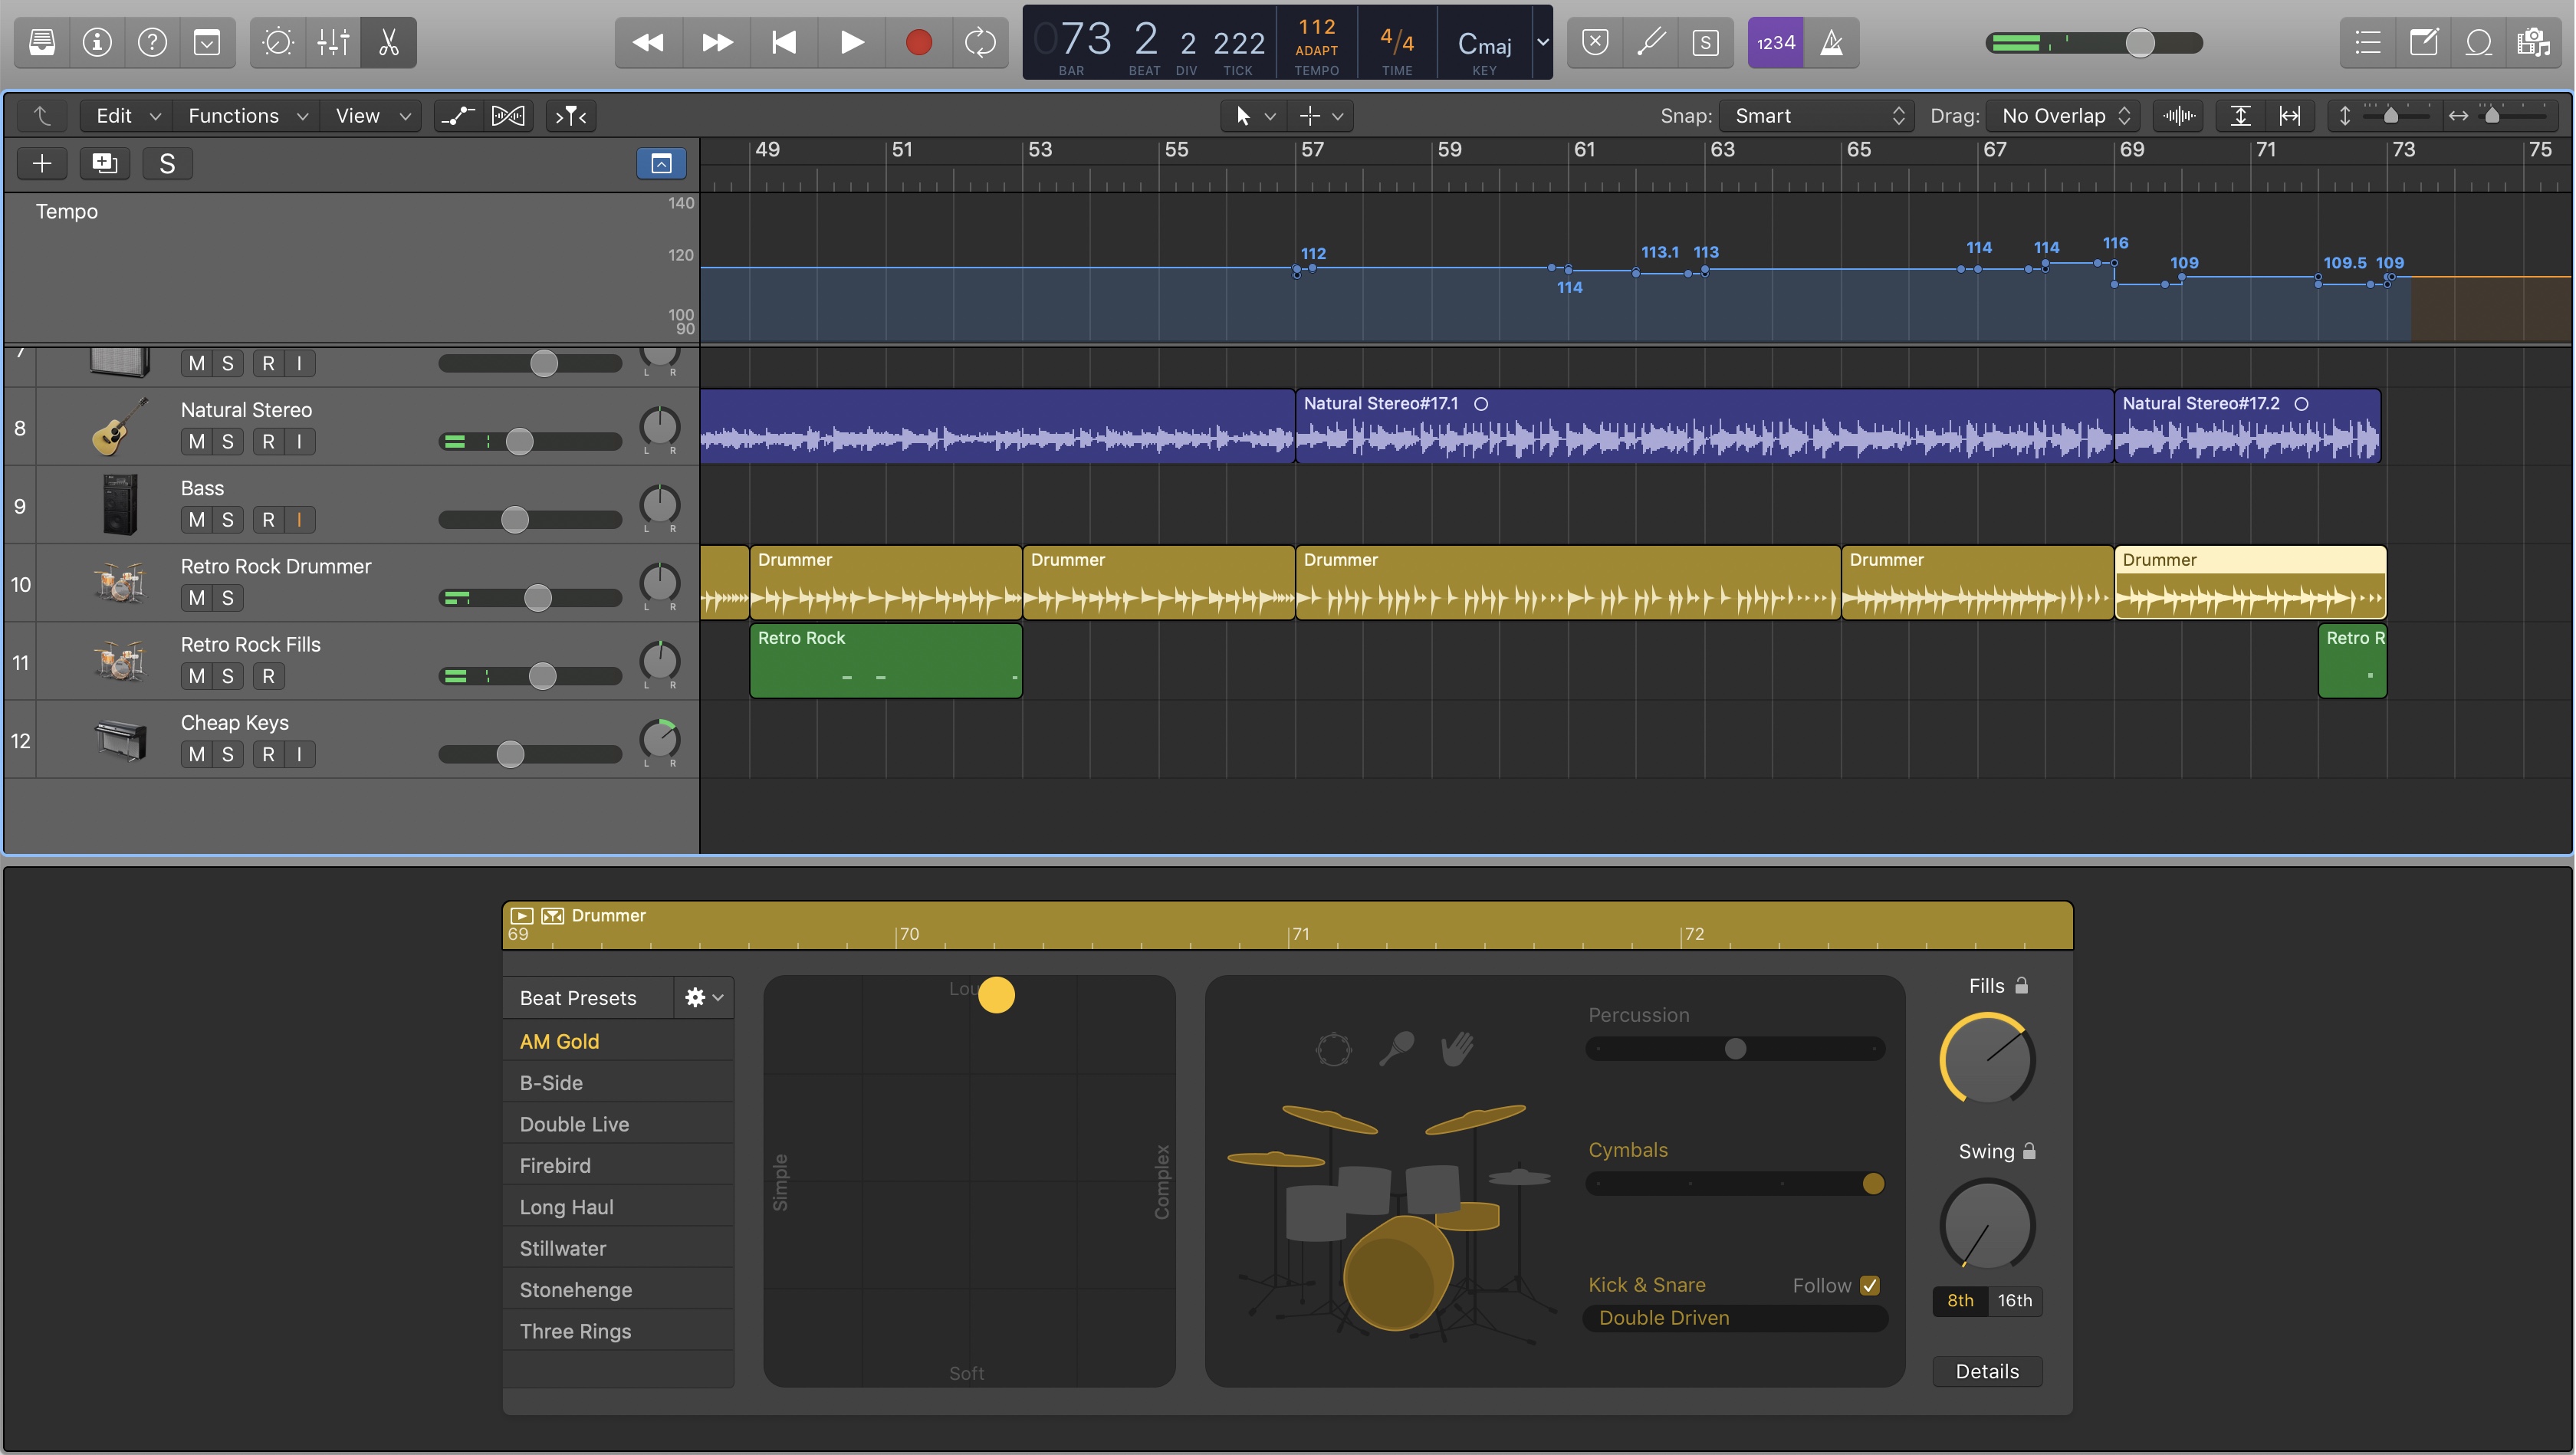 073 2 2 222 112 ADAPT 4/4 Cmaj
BAR BEAT DIV TICK TEMPO TIME KEY
S 1234
Edit Functions View Snap: Smart Drag: No Overlap
S
49 51 53 55 57 59 61 63 65 67 69 71 73 75
Tempo
140
120
100
90
112 114 113.1 113 114 114 116 109 109.5 109
7 M S R I L R
8 Natural Stereo
M S R I L R
Natural Stereo#17.1 Natural Stereo#17.2
9 Bass
M S R I L R
10 Retro Rock Drummer
M S L R
Drummer Drummer Drummer Drummer Drummer
11 Retro Rock Fills
M S R L R
Retro Rock Retro R
12 Cheap Keys
M S R I L R
Drummer
69 70 71 72
Beat Presets
AM Gold
B-Side
Double Live
Firebird
Long Haul
Stillwater
Stonehenge
Three Rings
Simple
Complex
Soft
Percussion
Cymbals
Kick & Snare Follow
Double Driven
Fills
Swing
8th 16th
Details